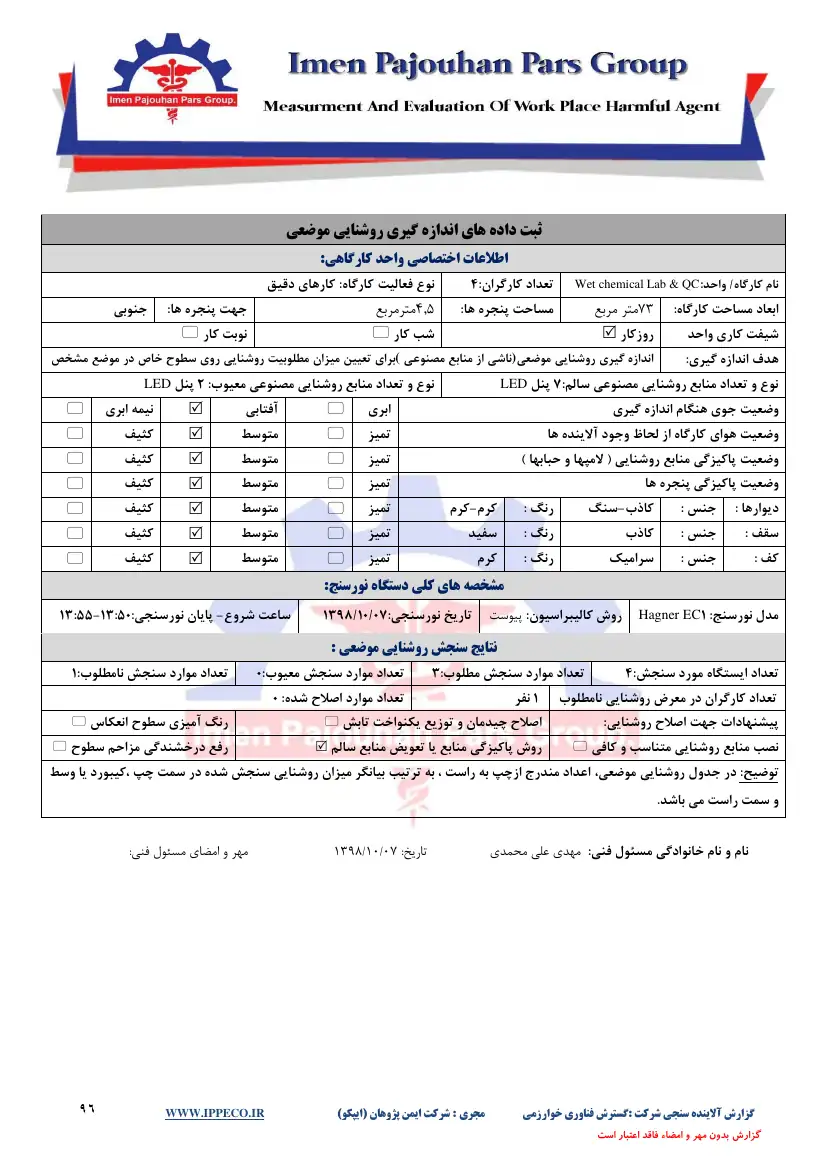 Imen Pajouhan Pars Group
Imen Pajouhan Pars Group.
Measurment And Evaluation Of Work Place Harmful Agent
ثبت داده های اندازه گیری روشنایی موضعی
اطلاعات اختصاصی واحد کارگاهی:
نام کارگاه/ واحد:Wet chemical Lab & QC تعداد کارگران:۴ نوع فعالیت کارگاه: کارهای دقیق
ابعاد مساحت کارگاه: ۷۳متر مربع مساحت پنجره ها: ۴,۵مترمربع جهت پنجره ها: جنوبی
شیفت کاری واحد روزکار ☑ شب کار ☐ نوبت کار ☐
هدف اندازه گیری: اندازه گیری روشنایی موضعی(ناشی از منابع مصنوعی )برای تعیین میزان مطلوبیت روشنایی روی سطوح خاص در موضع مشخص
نوع و تعداد منابع روشنایی مصنوعی سالم:۷ پنل LED نوع و تعداد منابع روشنایی مصنوعی معیوب: ۲ پنل LED
وضعیت جوی هنگام اندازه گیری ابری ☐ آفتابی ☑ نیمه ابری ☐
وضعیت هوای کارگاه از لحاظ وجود آلاینده ها تمیز ☐ متوسط ☑ کثیف ☐
وضعیت پاکیزگی منابع روشنایی ( لامپها و حبابها ) تمیز ☐ متوسط ☑ کثیف ☐
وضعیت پاکیزگی پنجره ها تمیز ☐ متوسط ☑ کثیف ☐
دیوارها : جنس : کاذب-سنگ رنگ : کرم-کرم تمیز ☐ متوسط ☑ کثیف ☐
سقف : جنس : کاذب رنگ : سفید تمیز ☐ متوسط ☑ کثیف ☐
کف : جنس : سرامیک رنگ : کرم تمیز ☐ متوسط ☑ کثیف ☐
مشخصه های کلی دستگاه نورسنج:
مدل نورسنج: Hagner EC۱ روش کالیبراسیون: پیوست تاریخ نورسنجی:۱۳۹۸/۱۰/۰۷ ساعت شروع- پایان نورسنجی:۱۳:۵۰-۱۳:۵۵
نتایج سنجش روشنایی موضعی :
تعداد ایستگاه مورد سنجش:۴ تعداد موارد سنجش مطلوب:۳ تعداد موارد سنجش معیوب:۰ تعداد موارد سنجش نامطلوب:۱
تعداد کارگران در معرض روشنایی نامطلوب ۱ نفر تعداد موارد اصلاح شده: ۰
پیشنهادات جهت اصلاح روشنایی: اصلاح چیدمان و توزیع یکنواخت تابش ☐ رنگ آمیزی سطوح انعکاس ☐
نصب منابع روشنایی متناسب و کافی ☐ روش پاکیزگی منابع یا تعویض منابع سالم ☑ رفع درخشندگی مزاحم سطوح ☐
توضیح: در جدول روشنایی موضعی، اعداد مندرج ازچپ به راست ، به ترتیب بیانگر میزان روشنایی سنجش شده در سمت چپ ،کیبورد یا وسط
و سمت راست می باشد.
Imen Pajouhan Pars Group.
نام و نام خانوادگی مسئول فنی: مهدی علی محمدی تاریخ: ۱۳۹۸/۱۰/۰۷ مهر و امضای مسئول فنی:
گزارش آلاینده سنجی شرکت :گسترش فناوری خوارزمی مجری : شرکت ایمن پژوهان (ایپکو) WWW.IPPECO.IR ۹۶
گزارش بدون مهر و امضاء فاقد اعتبار است